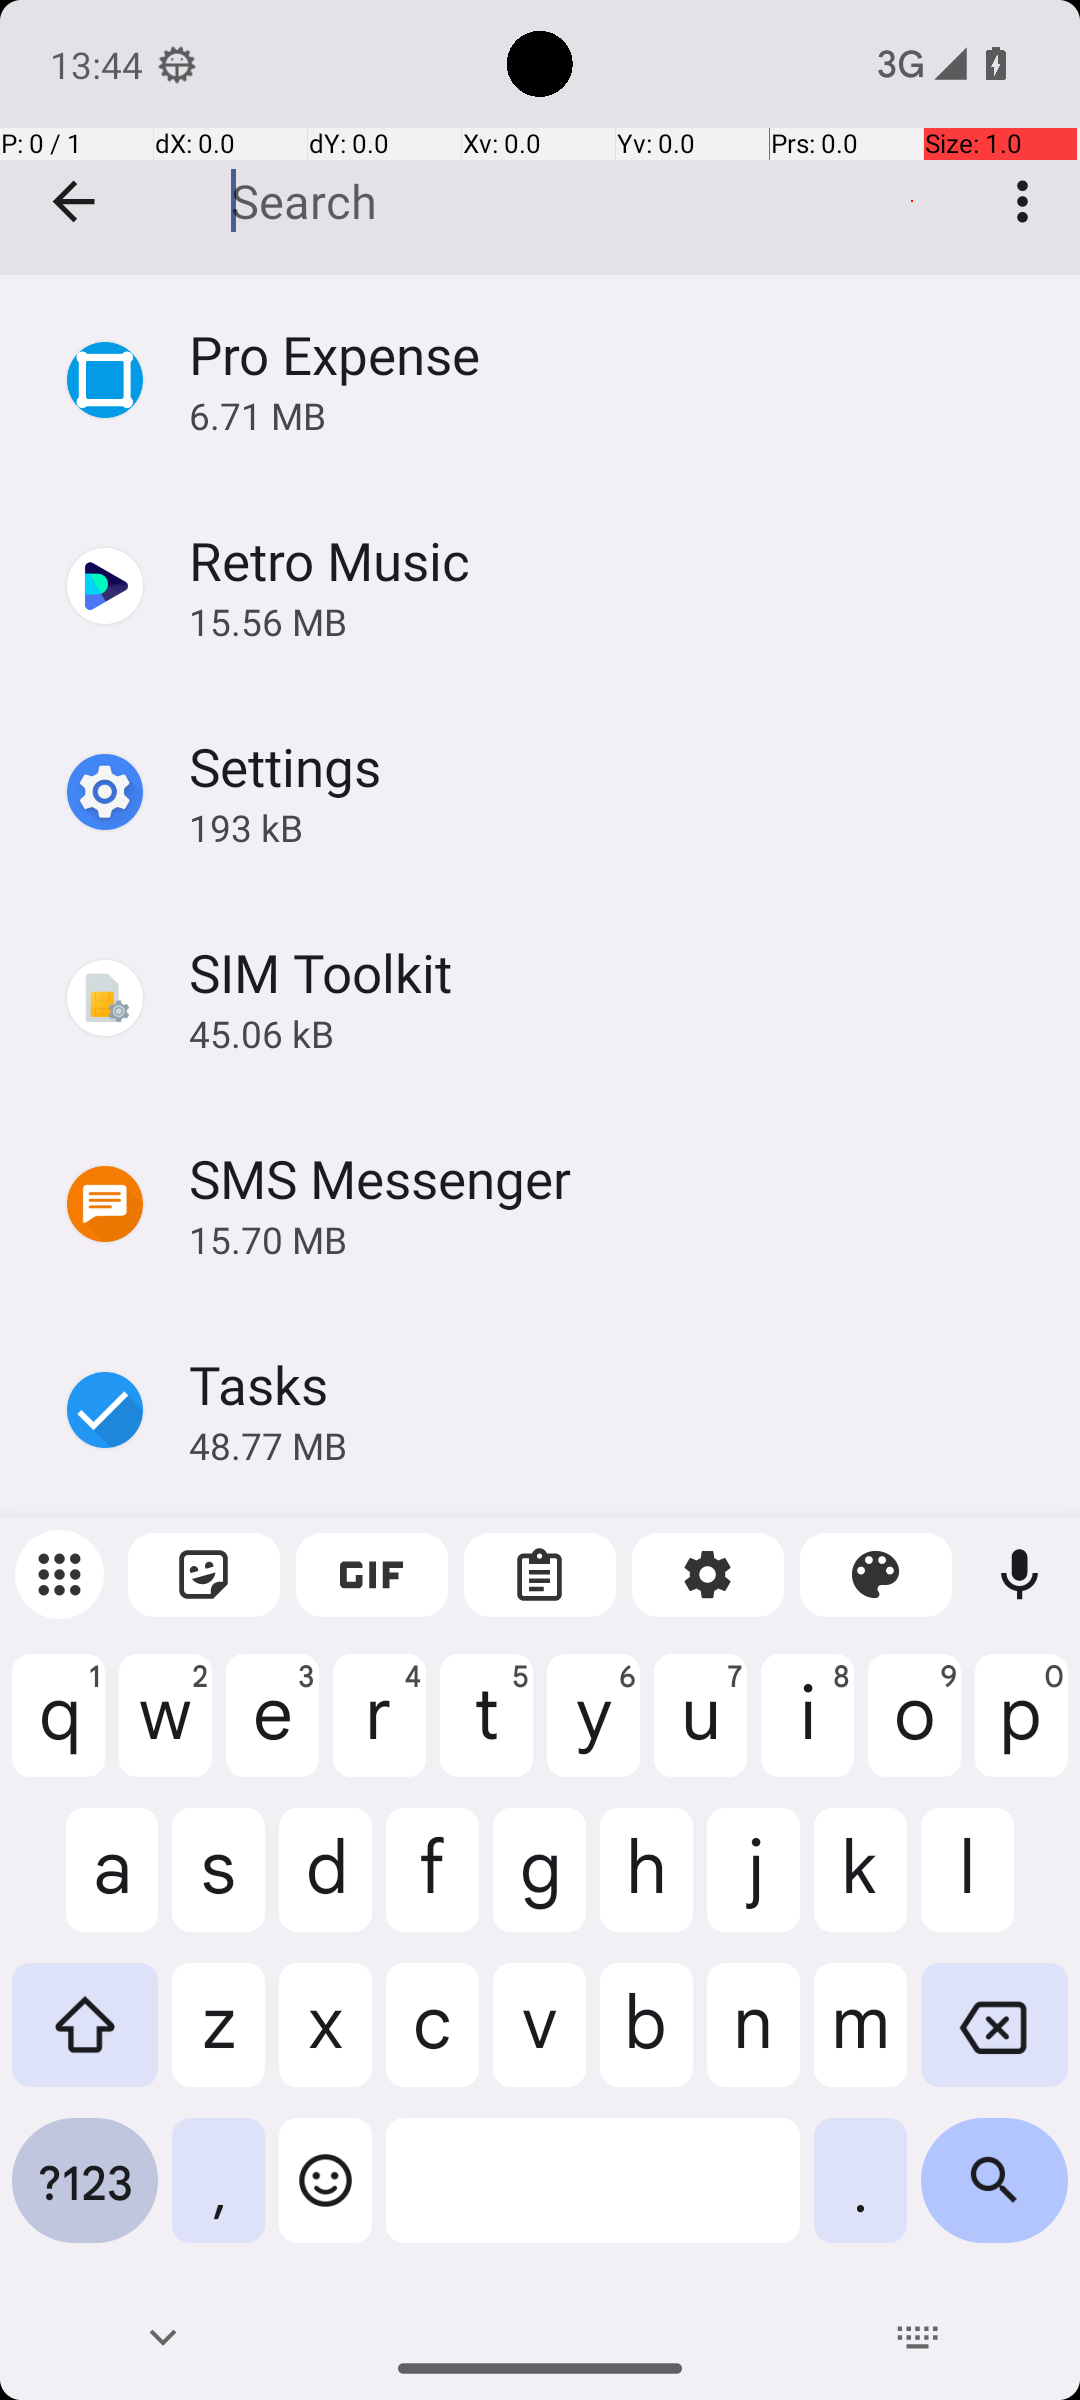 13:44
3G
P: 0 / 1 dX: 0.0 dY: 0.0 Xv: 0.0 Yv: 0.0 Prs: 0.0 Size: 1.0
Search
Pro Expense
6.71 MB
Retro Music
15.56 MB
Settings
193 kB
SIM Toolkit
45.06 kB
SMS Messenger
15.70 MB
Tasks
48.77 MB
GIF
q 1 w 2 e 3 r 4 t 5 y 6 u 7 i 8 o 9 p 0
a s d f g h j k l
z x c v b n m
?123 , .